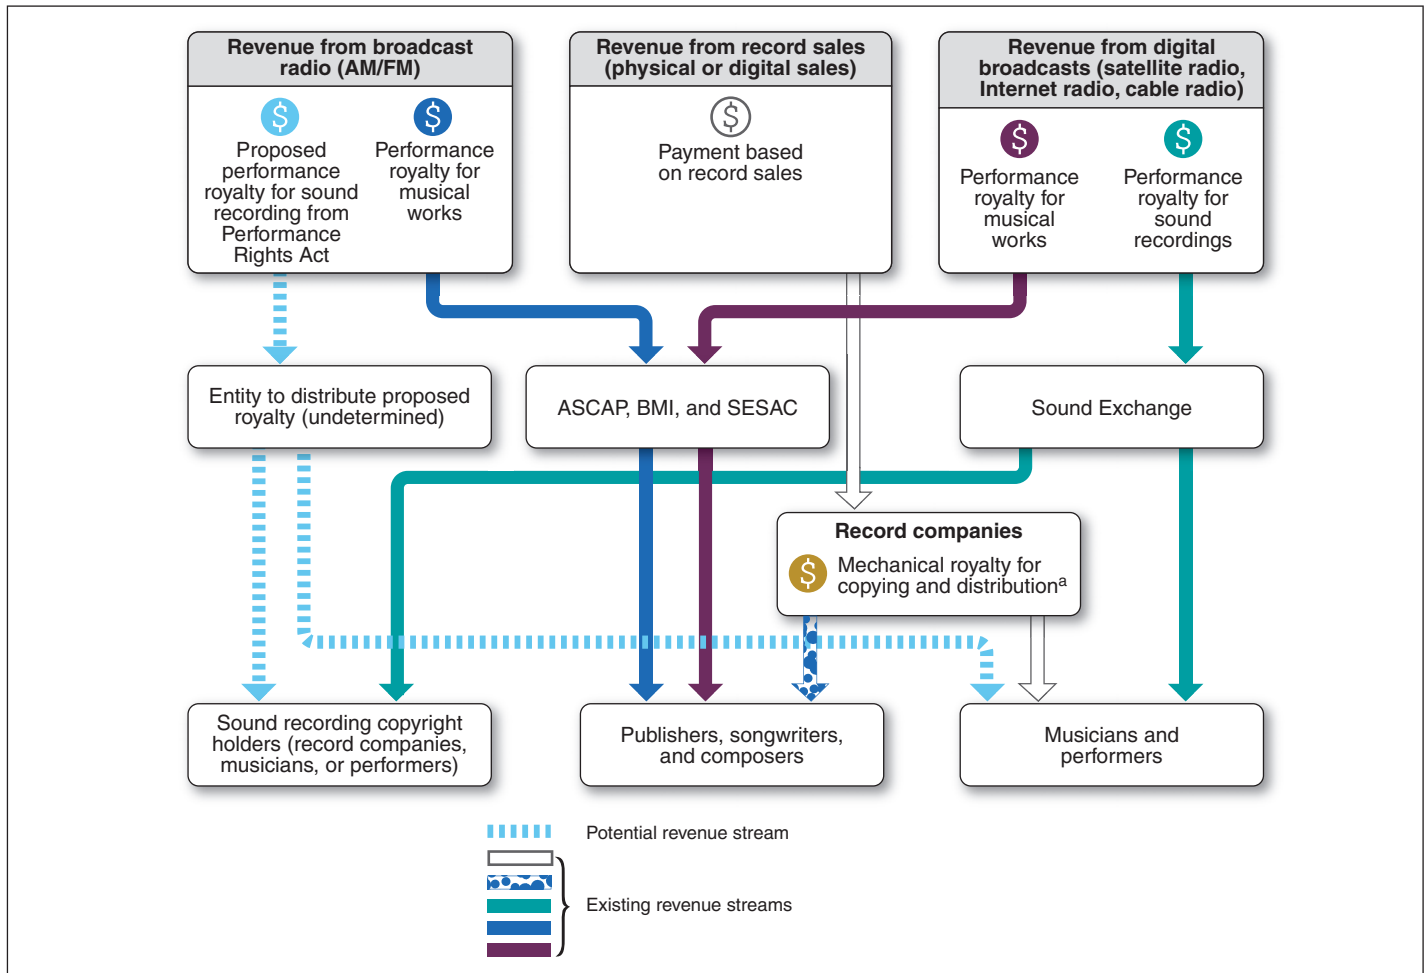 Revenue from broadcast
radio (AM/FM)
$
Proposed
performance
royalty for sound
recording from
Performance
Rights Act
$
Performance
royalty for
musical
works
Revenue from record sales
(physical or digital sales)
$
Payment based
on record sales
Revenue from digital
broadcasts (satellite radio,
Internet radio, cable radio)
$
Performance
royalty for
musical
works
$
Performance
royalty for
sound
recordings
Entity to distribute proposed
royalty (undetermined)
ASCAP, BMI, and SESAC
Sound Exchange
Record companies
$
Mechanical royalty for
copying and distributionᵃ
Sound recording copyright
holders (record companies,
musicians, or performers)
Publishers, songwriters,
and composers
Musicians and
performers
Potential revenue stream
Existing revenue streams